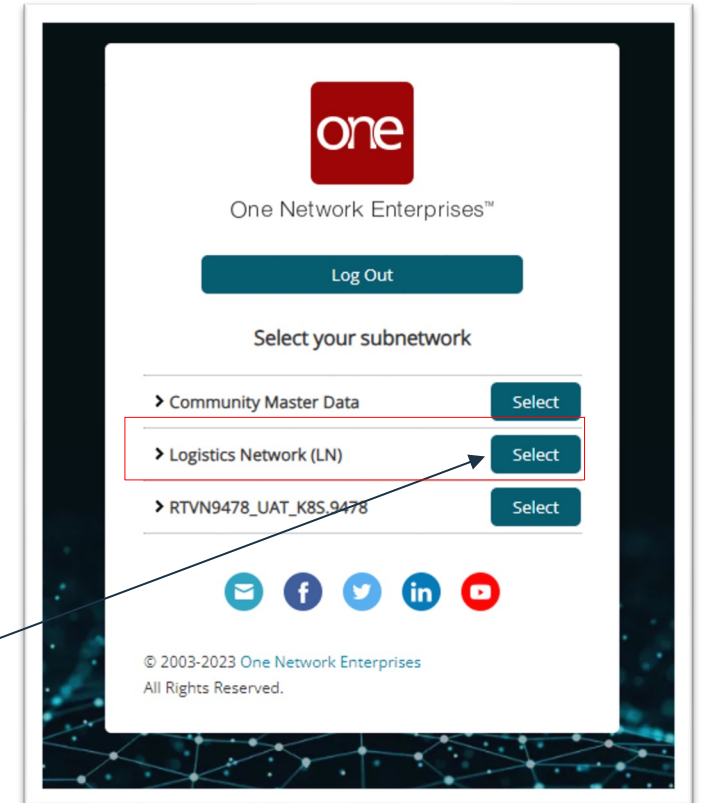 one
One Network Enterprises™
Log Out
Select your subnetwork
Community Master Data Select
Logistics Network (LN) Select
RTVN9478_UAT_K8S.9478 Select
f in
© 2003-2023 One Network Enterprises
All Rights Reserved.